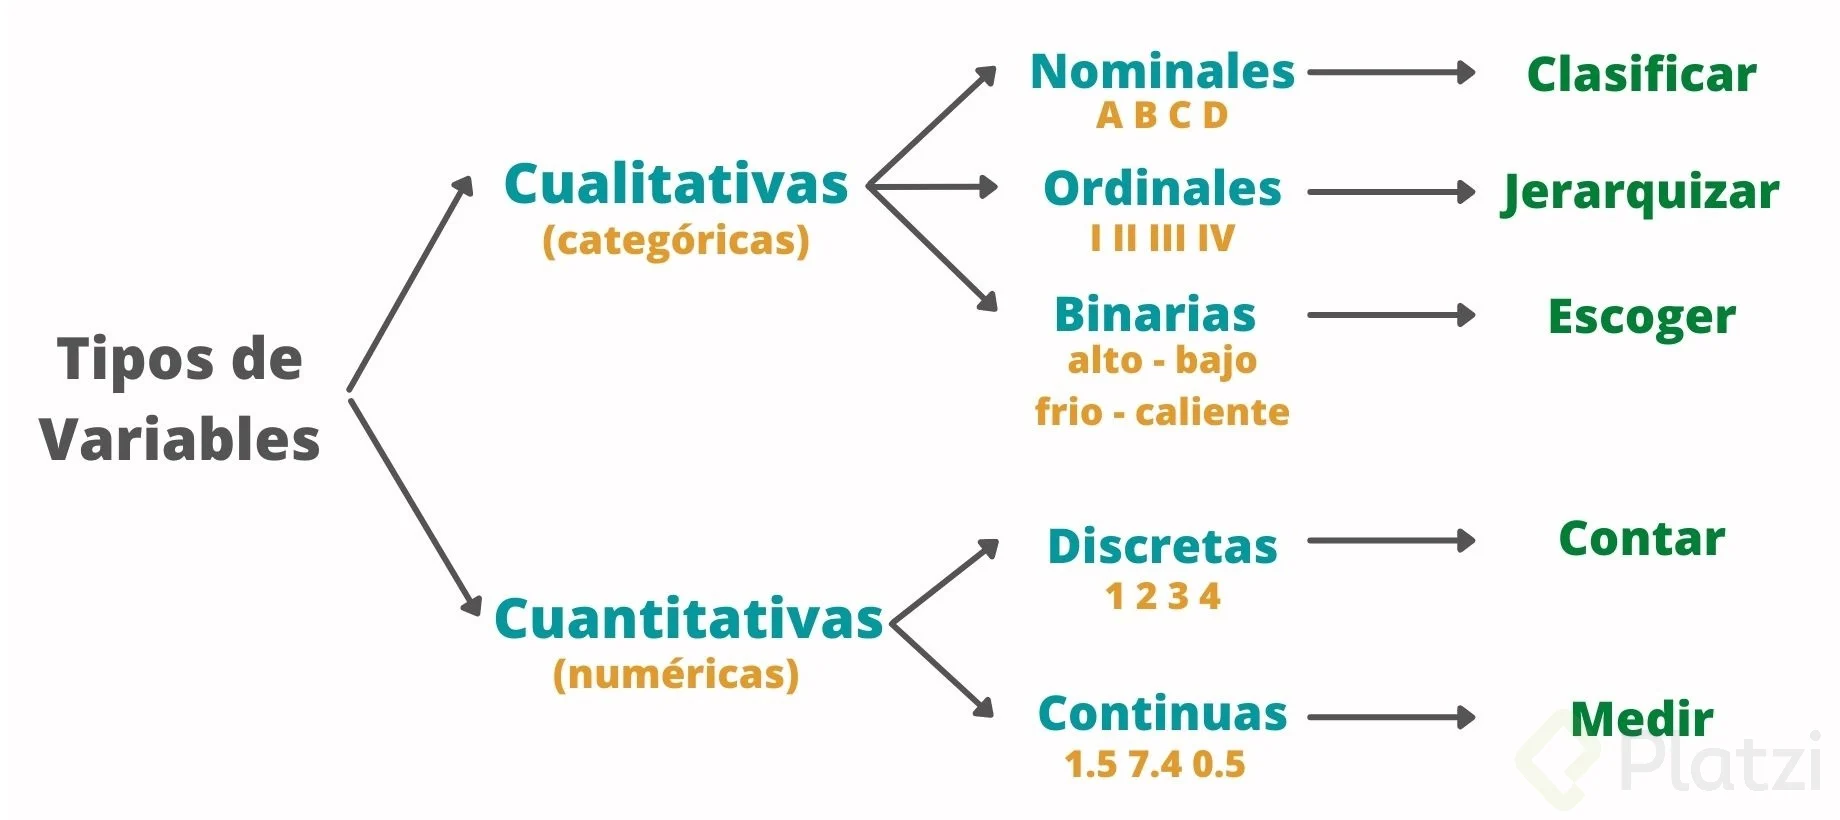 Tipos de
Variables
Cualitativas
(categóricas)
Nominales
A B C D
Clasificar
Ordinales
I II III IV
Jerarquizar
Binarias
alto - bajo
frio - caliente
Escoger
Cuantitativas
(numéricas)
Discretas
1 2 3 4
Contar
Continuas
1.5 7.4 0.5
Medir
Platzi